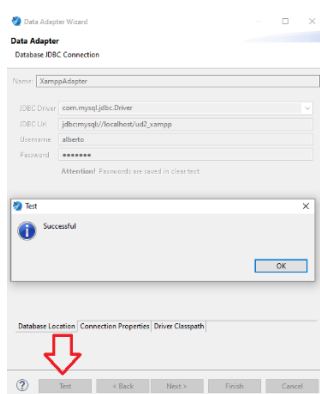 Data Adapter Wizard
Data Adapter
Database JDBC Connection
Name: XamppAdapter
JDBC Driver com.mysql.jdbc.Driver
JDBC Url jdbc:mysql://localhost/ud2_xampp
Username alberto
Password •••••••
Attention! Passwords are saved in clear text
Test
Successful
OK
Database Location Connection Properties Driver Classpath
? Test < Back Next > Finish Cancel